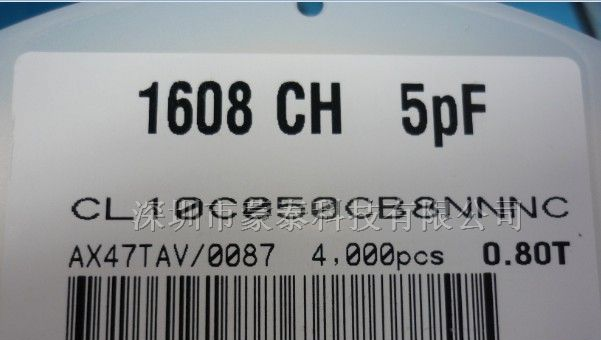 1608 CH 5pF
CL10C050CB8NNNC
深圳市蒙泰科技有限公司
AX47TAV/0087 4,000pcs 0.80T